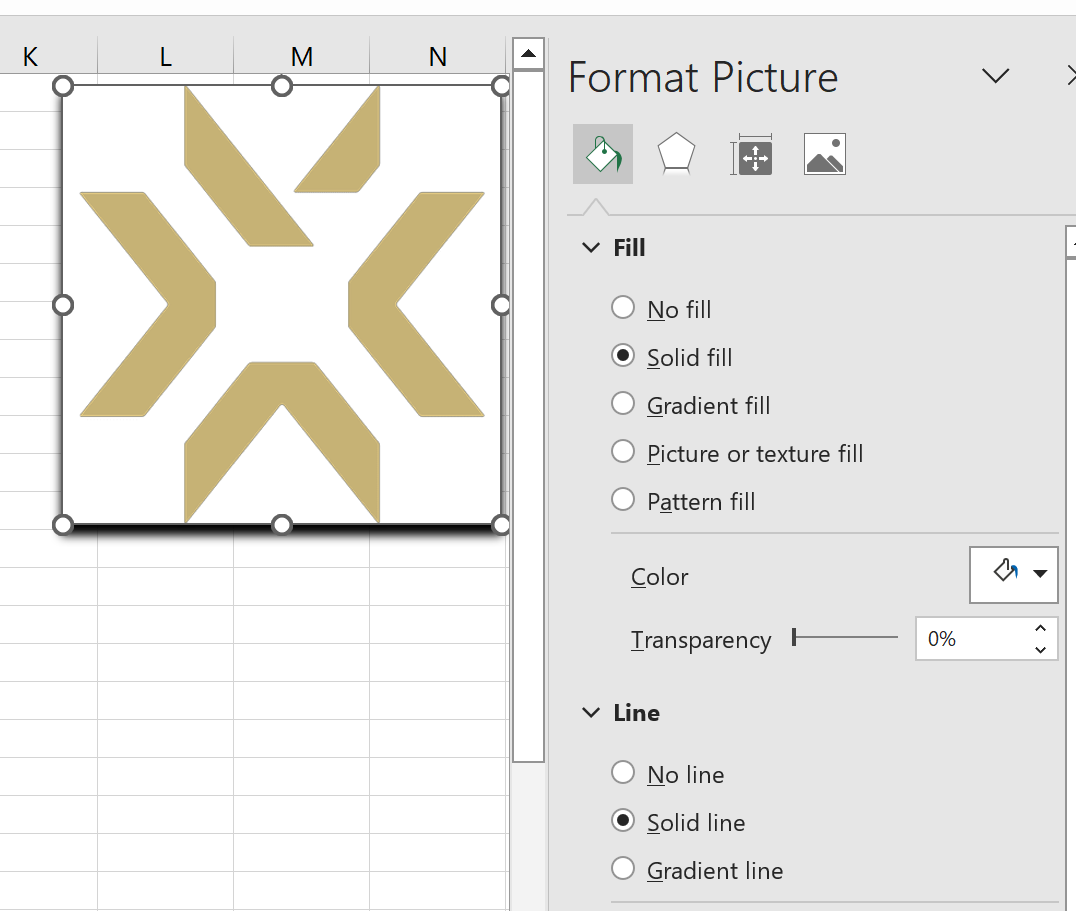 K L M N
Format Picture
Fill
No fill
Solid fill
Gradient fill
Picture or texture fill
Pattern fill
Color
Transparency 0%
Line
No line
Solid line
Gradient line